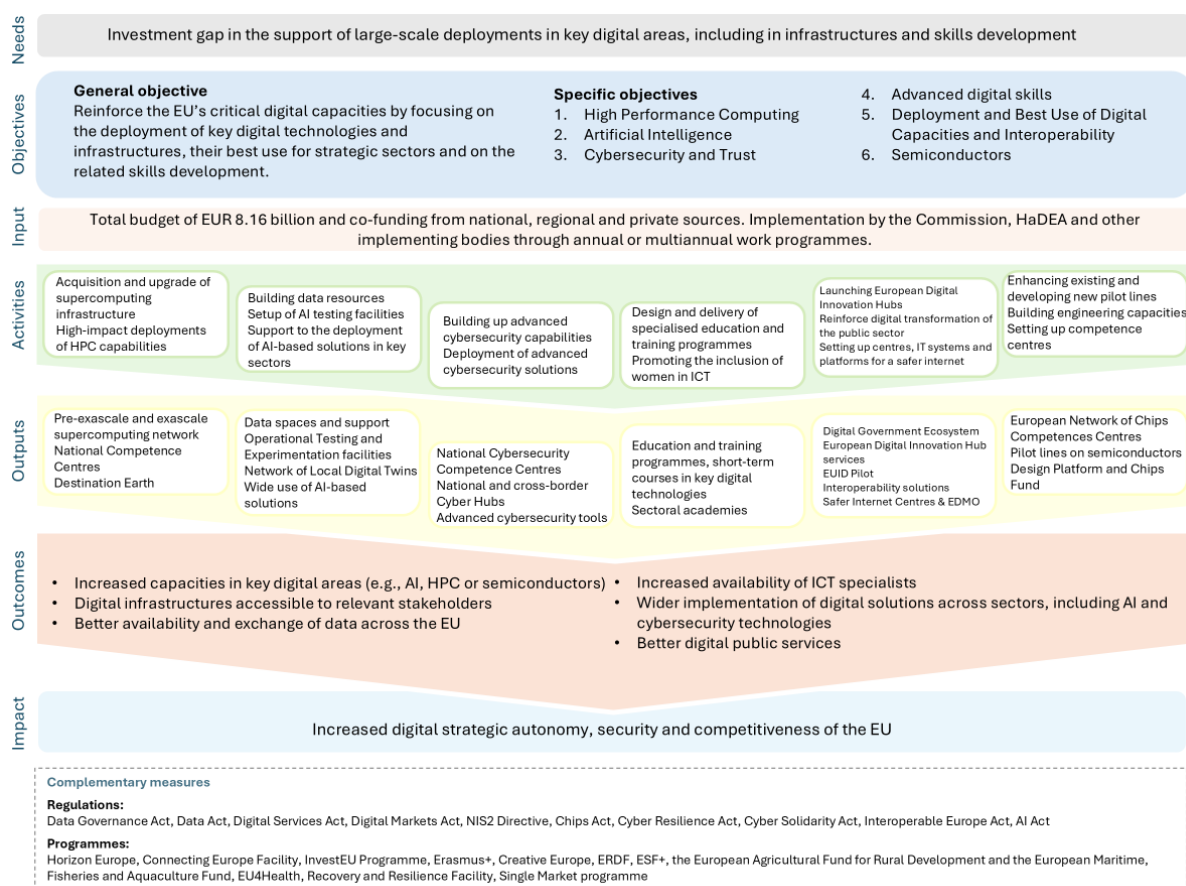 Needs
Investment gap in the support of large-scale deployments in key digital areas, including in infrastructures and skills development
Objectives
General objective
Reinforce the EU's critical digital capacities by focusing on
the deployment of key digital technologies and
infrastructures, their best use for strategic sectors and on the
related skills development.
Specific objectives
1. High Performance Computing
2. Artificial Intelligence
3. Cybersecurity and Trust
4. Advanced digital skills
5. Deployment and Best Use of Digital
Capacities and Interoperability
6. Semiconductors
Input
Total budget of EUR 8.16 billion and co-funding from national, regional and private sources. Implementation by the Commission, HaDEA and other
implementing bodies through annual or multiannual work programmes.
Activities
Acquisition and upgrade of
supercomputing
infrastructure
High-impact deployments
of HPC capabilities
Building data resources
Setup of AI testing facilities
Support to the deployment
of AI-based solutions in key
sectors
Building up advanced
cybersecurity capabilities
Deployment of advanced
cybersecurity solutions
Design and delivery of
specialised education and
training programmes
Promoting the inclusion of
women in ICT
Launching European Digital
Innovation Hubs
Reinforce digital transformation of
the public sector
Setting up centres, IT systems and
platforms for a safer internet
Enhancing existing and
developing new pilot lines
Building engineering capacities
Setting up competence
centres
Outputs
Pre-exascale and exascale
supercomputing network
National Competence
Centres
Destination Earth
Data spaces and support
Operational Testing and
Experimentation facilities
Network of Local Digital Twins
Wide use of AI-based
solutions
National Cybersecurity
Competence Centres
National and cross-border
Cyber Hubs
Advanced cybersecurity tools
Education and training
programmes, short-term
courses in key digital
technologies
Sectoral academies
Digital Government Ecosystem
European Digital Innovation Hub
services
EUID Pilot
Interoperability solutions
Safer Internet Centres & EDMO
European Network of Chips
Competences Centres
Pilot lines on semiconductors
Design Platform and Chips
Fund
Outcomes
• Increased capacities in key digital areas (e.g., AI, HPC or semiconductors)
• Digital infrastructures accessible to relevant stakeholders
• Better availability and exchange of data across the EU
• Increased availability of ICT specialists
• Wider implementation of digital solutions across sectors, including AI and
cybersecurity technologies
• Better digital public services
Impact
Increased digital strategic autonomy, security and competitiveness of the EU
Complementary measures
Regulations:
Data Governance Act, Data Act, Digital Services Act, Digital Markets Act, NIS2 Directive, Chips Act, Cyber Resilience Act, Cyber Solidarity Act, Interoperable Europe Act, AI Act
Programmes:
Horizon Europe, Connecting Europe Facility, InvestEU Programme, Erasmus+, Creative Europe, ERDF, ESF+, the European Agricultural Fund for Rural Development and the European Maritime,
Fisheries and Aquaculture Fund, EU4Health, Recovery and Resilience Facility, Single Market programme